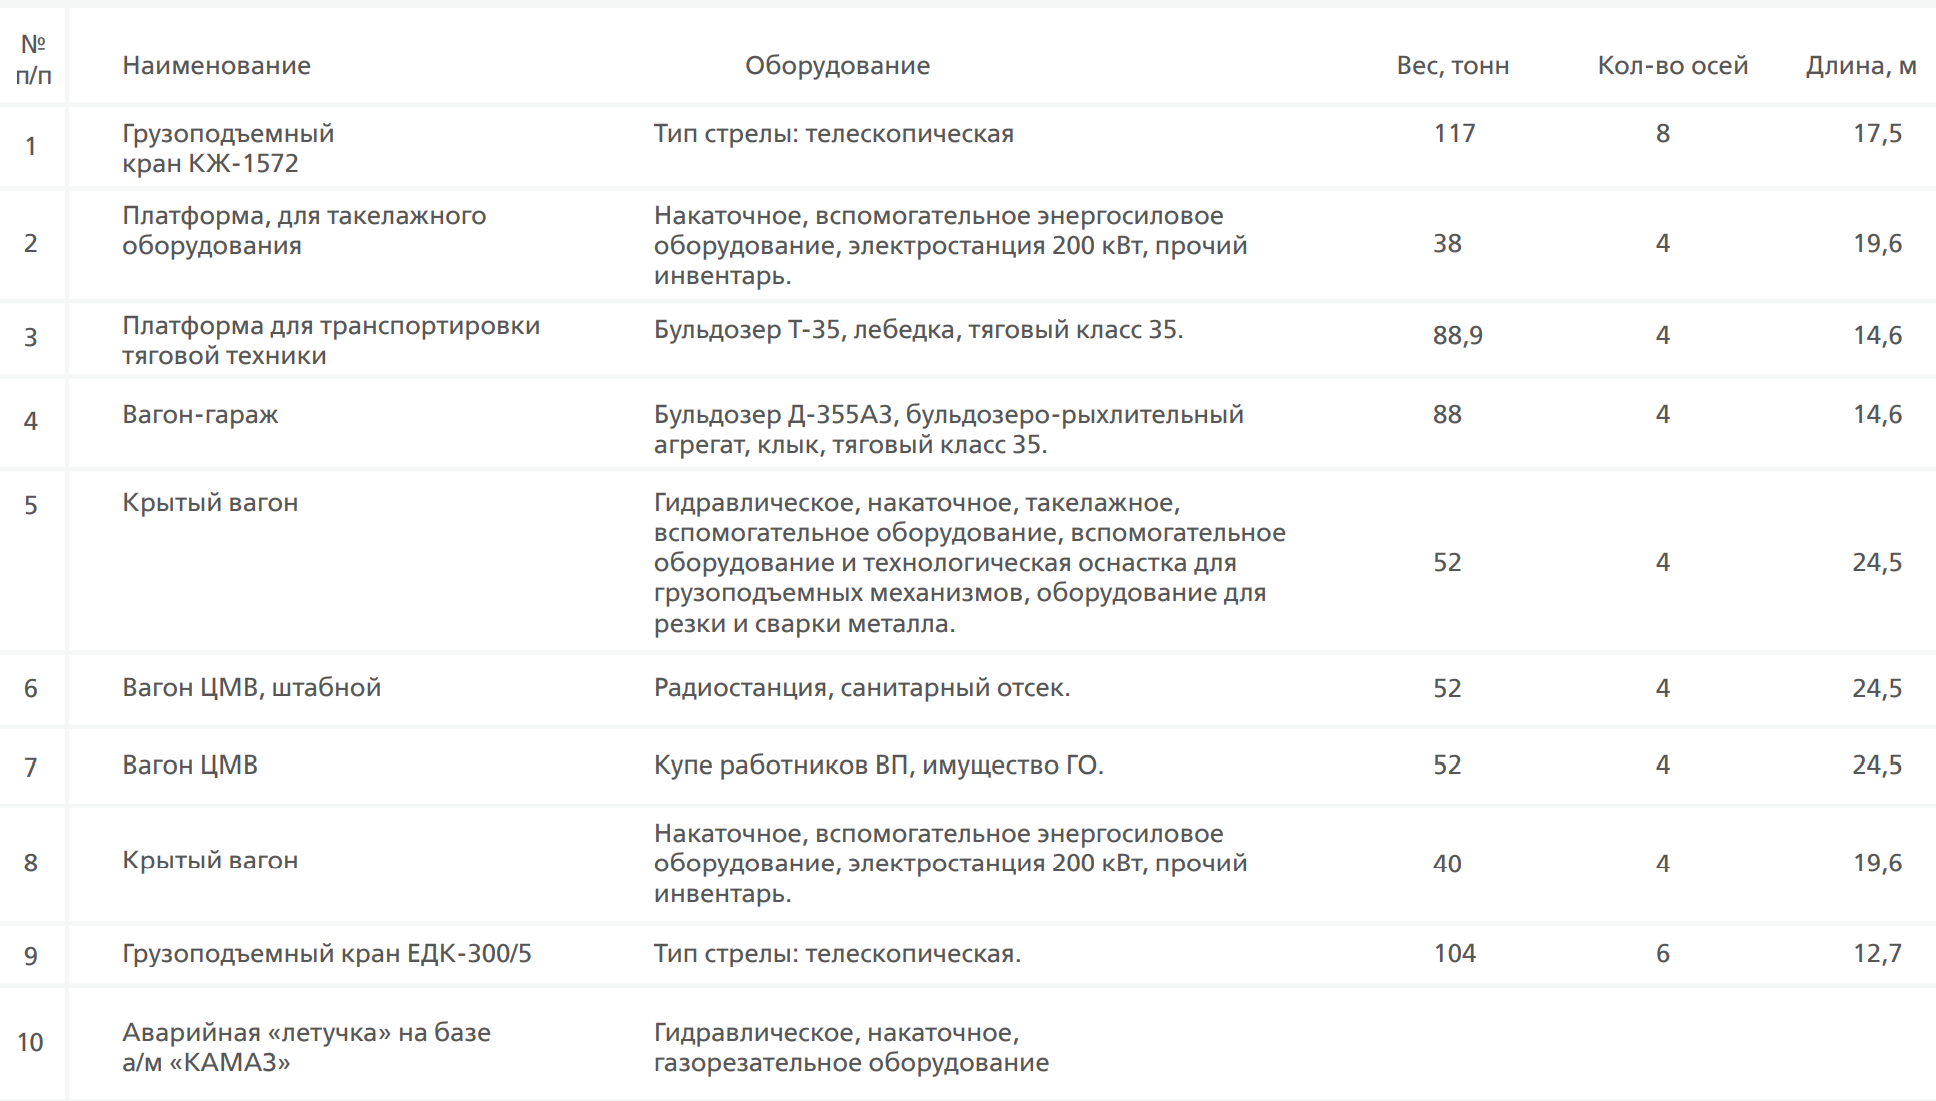 №
п/п
Наименование
Оборудование
Вес, тонн
Кол-во осей
Длина, м
1
Грузоподъемный
кран КЖ-1572
Тип стрелы: телескопическая
117
8
17,5
2
Платформа, для такелажного
оборудования
Накаточное, вспомогательное энергосиловое
оборудование, электростанция 200 кВт, прочий
инвентарь.
38
4
19,6
3
Платформа для транспортировки
тяговой техники
Бульдозер Т-35, лебедка, тяговый класс 35.
88,9
4
14,6
4
Вагон-гараж
Бульдозер Д-355А3, бульдозеро-рыхлительный
агрегат, клык, тяговый класс 35.
88
4
14,6
5
Крытый вагон
Гидравлическое, накаточное, такелажное,
вспомогательное оборудование, вспомогательное
оборудование и технологическая оснастка для
грузоподъемных механизмов, оборудование для
резки и сварки металла.
52
4
24,5
6
Вагон ЦМВ, штабной
Радиостанция, санитарный отсек.
52
4
24,5
7
Вагон ЦМВ
Купе работников ВП, имущество ГО.
52
4
24,5
8
Крытый вагон
Накаточное, вспомогательное энергосиловое
оборудование, электростанция 200 кВт, прочий
инвентарь.
40
4
19,6
9
Грузоподъемный кран ЕДК-300/5
Тип стрелы: телескопическая.
104
6
12,7
10
Аварийная «летучка» на базе
а/м «КАМАЗ»
Гидравлическое, накаточное,
газорезательное оборудование